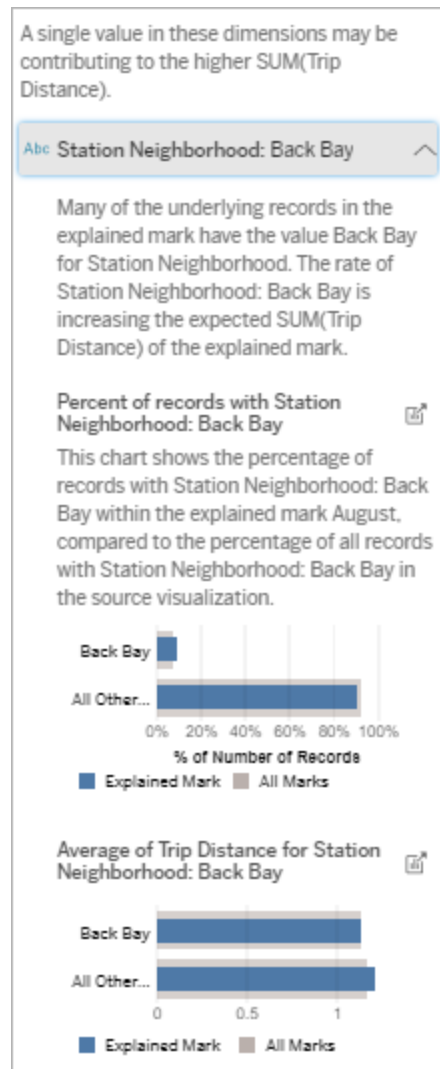 A single value in these dimensions may be
contributing to the higher SUM(Trip
Distance).
Abc Station Neighborhood: Back Bay
Many of the underlying records in the
explained mark have the value Back Bay
for Station Neighborhood. The rate of
Station Neighborhood: Back Bay is
increasing the expected SUM(Trip
Distance) of the explained mark.
Percent of records with Station
Neighborhood: Back Bay
This chart shows the percentage of
records with Station Neighborhood: Back
Bay within the explained mark August,
compared to the percentage of all records
with Station Neighborhood: Back Bay in
the source visualization.
Back Bay
All Other...
0% 20% 40% 60% 80% 100%
% of Number of Records
Explained Mark All Marks
Average of Trip Distance for Station
Neighborhood: Back Bay
Back Bay
All Other...
0 0.5 1
Explained Mark All Marks